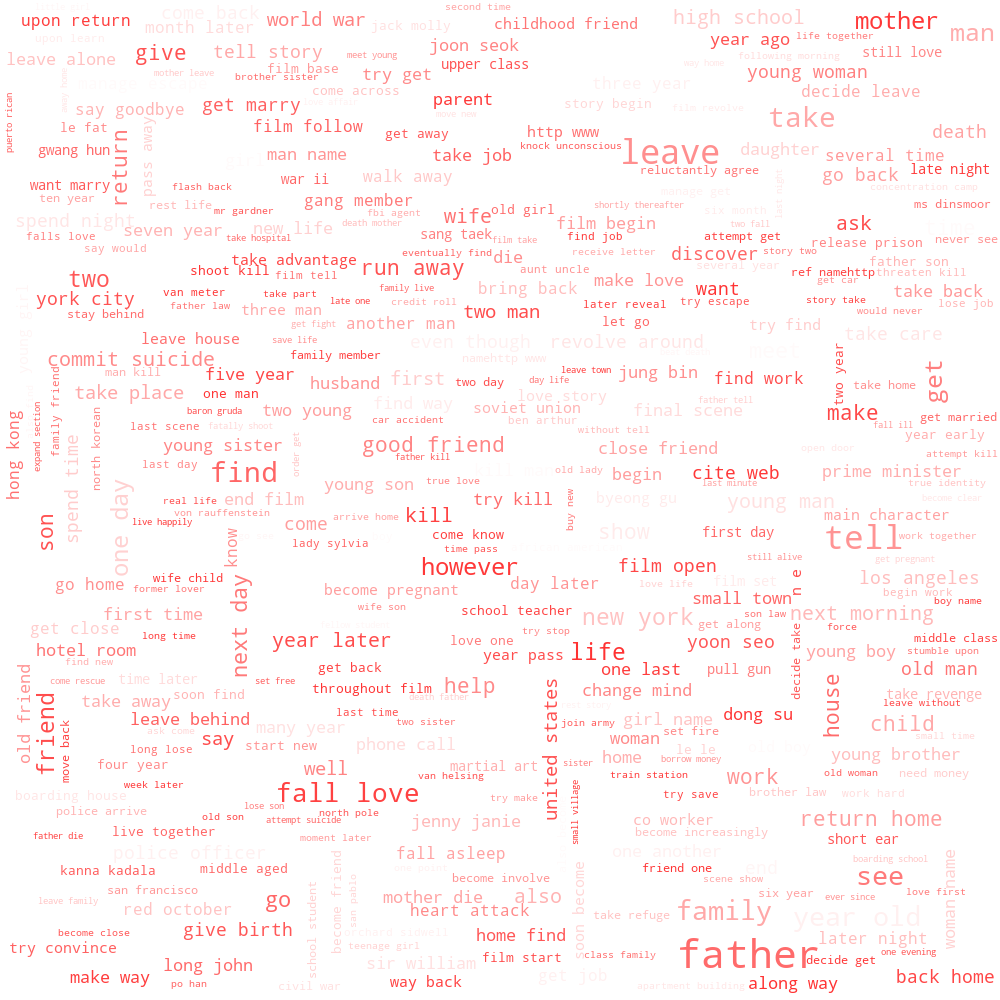 second time
come back
upon return
month later
world war
jack molly
childhood friend
high school
mother
man
upon learn
leave alone
give
tell story
meet young
joon seok
year ago
life together
still love
following morning
way home
mother leave
brother sister
film base
try get
upper class
three year
young woman
decide leave
puerto rican
say goodbye
get marry
come across
parent
move new
story begin
film revolve
take
le fat
film follow
get away
http www
knock unconscious
leave
death
gwang hun
return
pass away
man name
take job
reluctantly agree
daughter
several time
late night
go back
want marry
flash back
war ii
walk away
manage get
last night
concentration camp
ten year
rest life
mr gardner
gang member
fbi agent
wife
old girl
shortly thereafter
six month
ms dinsmoor
spend night
seven year
new life
death mother
film begin
two fall
ask
falls love
say would
take hospital
sang taek
film take
find job
attempt get
release prison
never see
eventually find
die
receive letter
discover
story two
father son
take advantage
run away
aunt uncle
several year
two
shoot kill
film tell
family live
bring back
make love
want
ref namehttp
get car
threaten kill
york city
van meter
take part
late one
credit roll
later reveal
try escape
story take
take back
stay behind
father law
three man
get fight
another man
two man
let go
try find
would never
lose job
leave house
save life
even though
revolve around
take care
commit suicide
family member
namehttp www
meet
man kill
five year
husband
first
two day
day life
leave town
jung bin
find work
two year
take home
get
take place
one man
love story
father tell
hong kong
expand section
family friend
north korean
baron gruda
two young
find way
soviet union
final scene
make
get married
last scene
fatally shoot
car accident
ben arthur
without tell
fall ill
year early
young sister
order get
good friend
father kill
close friend
open door
attempt kill
last day
find
young son
true love
old lady
begin
cite web
last minute
prime minister
true identity
spend time
one day
real life
end film
try kill
buy new
byeong gu
young man
become clear
son
von rauffenstein
come
arrive home
kill
show
main character
live happily
know
lady sylvia
come know
first day
tell
work together
time pass
however
still alive
get pregnant
go home
wife child
next day
become pregnant
day later
film open
film set
n e
los angeles
former lover
wife son
love life
small town
begin work
boy name
first time
school teacher
new york
son law
next morning
get close
long time
year later
try stop
get along
force
middle class
hotel room
love one
year pass
life
yoon seo
young boy
stumble upon
find new
get back
one last
pull gun
decide take
old man
old friend
friend
come rescue
time later
set free
throughout film
help
death father
change mind
house
take revenge
take away
soon find
leave without
move back
leave behind
last time
two sister
united states
join army
girl name
dong su
child
small time
ask come
say
many year
set fire
long lose
start new
phone call
woman
le le
young brother
four year
well
martial art
sister
home
borrow money
week later
van helsing
train station
work
old woman
need money
boarding house
fall love
try make
small village
try save
brother law
work hard
police arrive
old son
lose son
attempt suicide
north pole
father die
live together
moment later
jenny janie
co worker
become increasingly
return home
short ear
police officer
fall asleep
one another
end
boarding school
kanna kadala
middle aged
become friend
become involve
friend one
scene show
see
san francisco
san pablo
mother die
also
soon become
six year
ever since
love first
leave family
red october
go
school student
heart attack
take refuge
family
year old
woman name
become close
give birth
richard sidwell
teenage girl
home find
class family
later night
try convince
long john
sir william
film start
father
decide get
one evening
make way
po han
civil war
way back
get job
apartment building
along way
back home